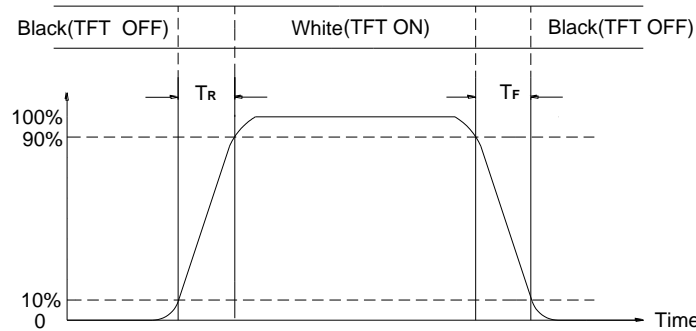 Black(TFT OFF) White(TFT ON) Black(TFT OFF)
TR TF
100%
90%
10%
0
Time